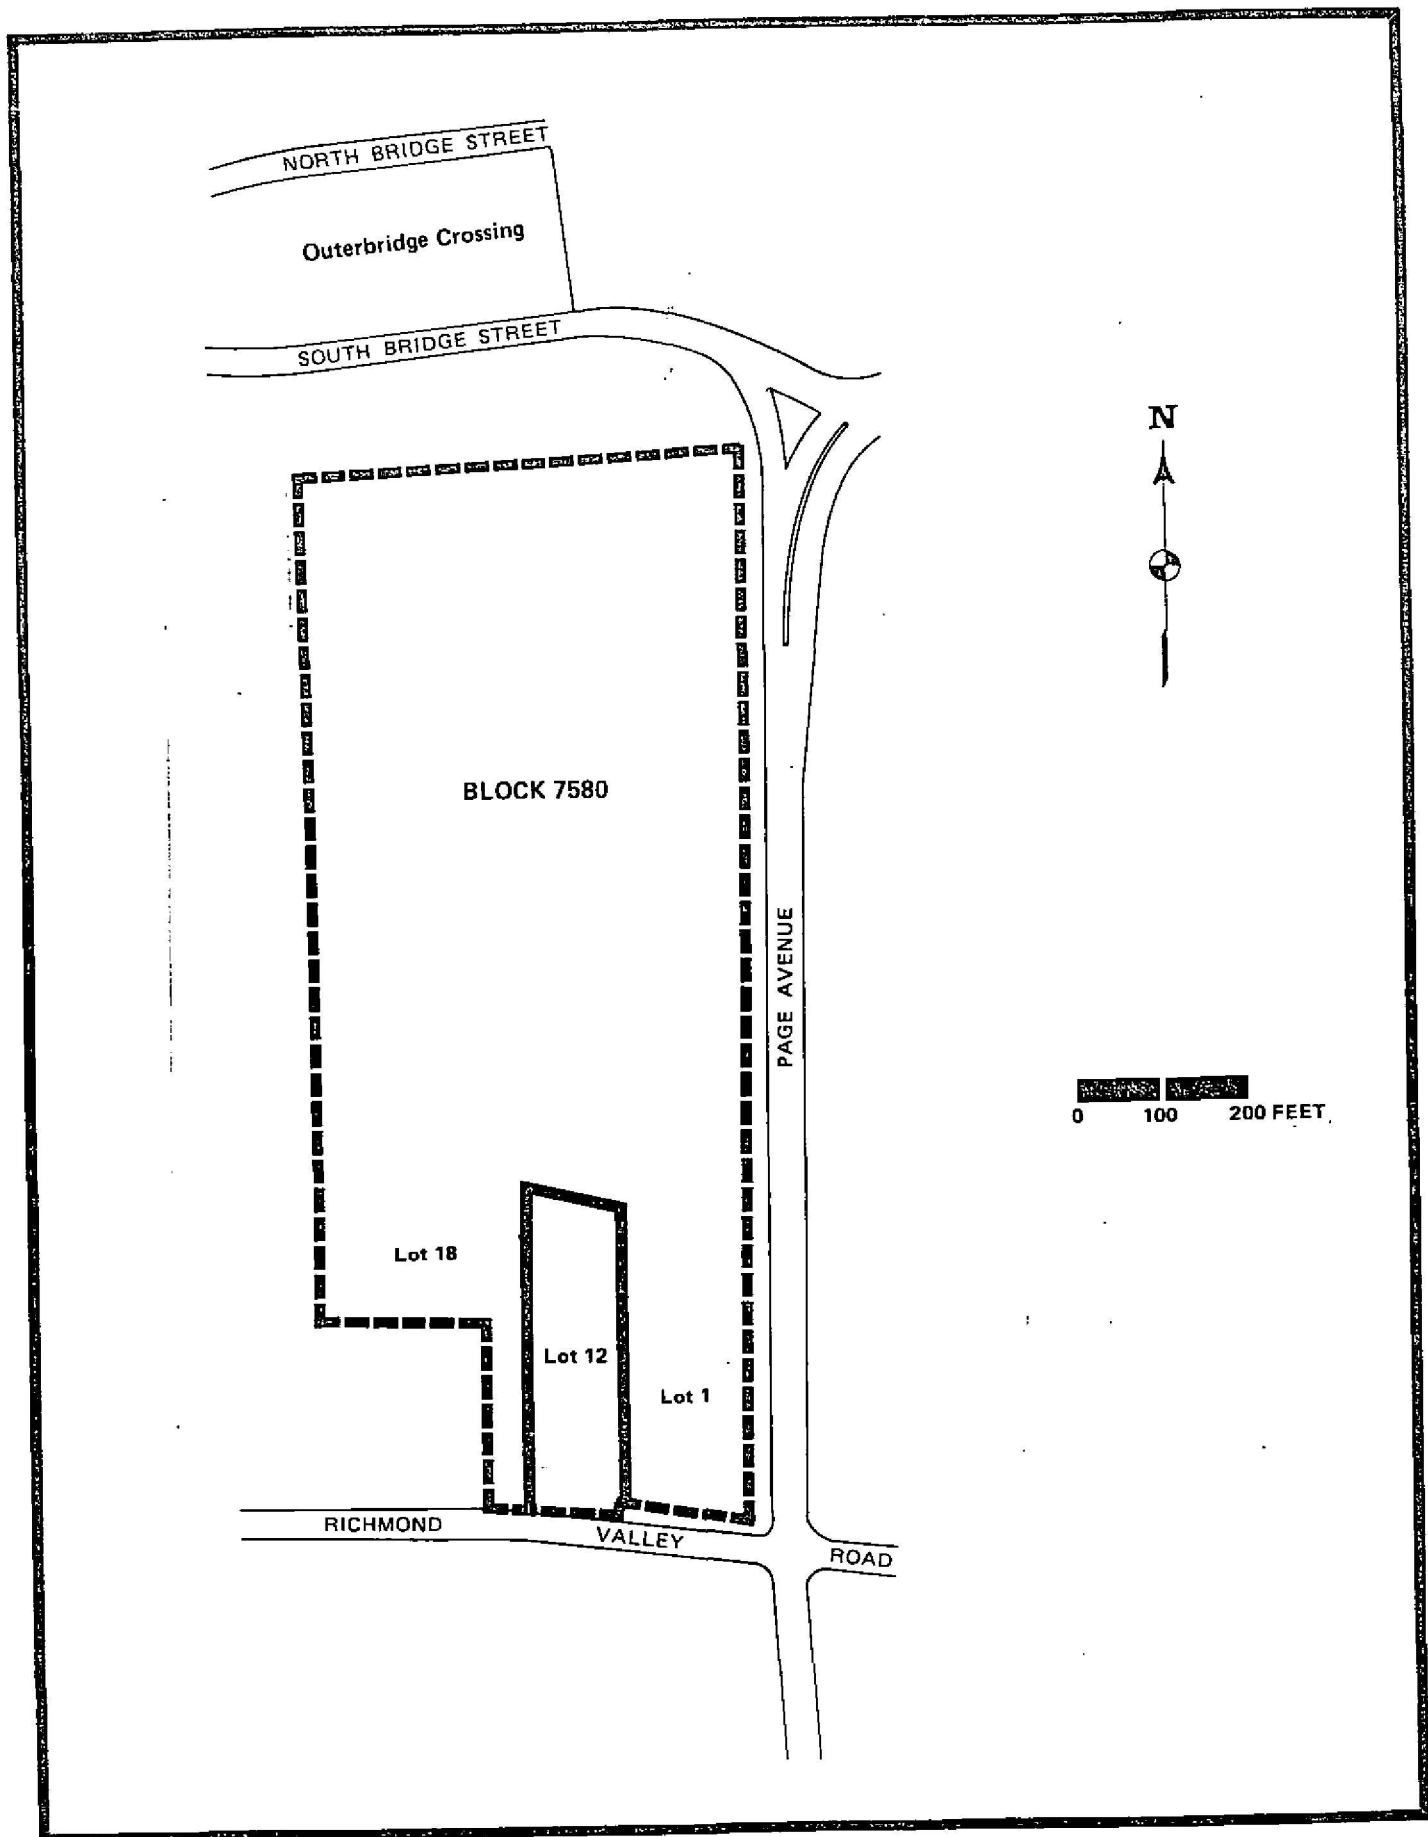 NORTH BRIDGE STREET
Outerbridge Crossing
SOUTH BRIDGE STREET
N
BLOCK 7580
PAGE AVENUE
0 100 200 FEET
Lot 18
Lot 12
Lot 1
RICHMOND VALLEY ROAD